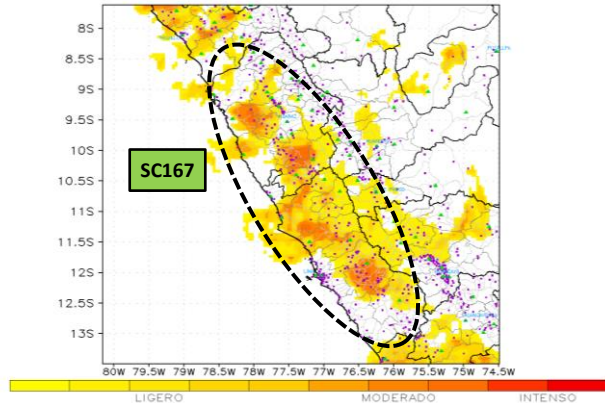 8S
8.5S
9S
9.5S
10S
SC167
10.5S
11S
11.5S
12S
12.5S
13S
80W 79.5W 79W 78.5W 78W 77.5W 77W 76.5W 76W 75.5W 75W 74.5W
LIGERO MODERADO INTENSO